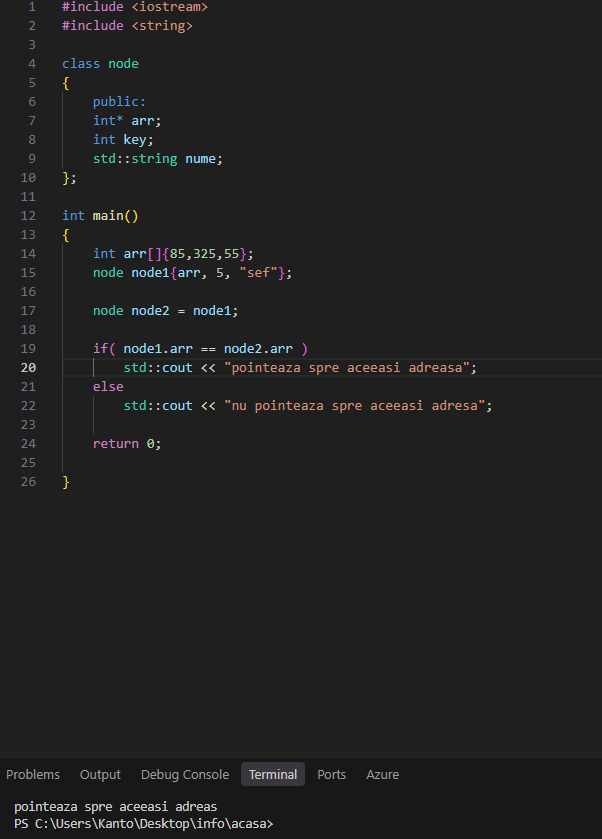 1 #include <iostream>
2 #include <string>
3
4 class node
5 {
6 public:
7 int* arr;
8 int key;
9 std::string nume;
10 };
11
12 int main()
13 {
14 int arr[]{85,325,55};
15 node node1{arr, 5, "sef"};
16
17 node node2 = node1;
18
19 if( node1.arr == node2.arr )
20 std::cout << "pointeaza spre aceeasi adreasa";
21 else
22 std::cout << "nu pointeaza spre aceeasi adresa";
23
24 return 0;
25
26 }
Problems Output Debug Console Terminal Ports Azure
pointeaza spre aceeasi adreas
PS C:\Users\Kanto\Desktop\info\acasa>